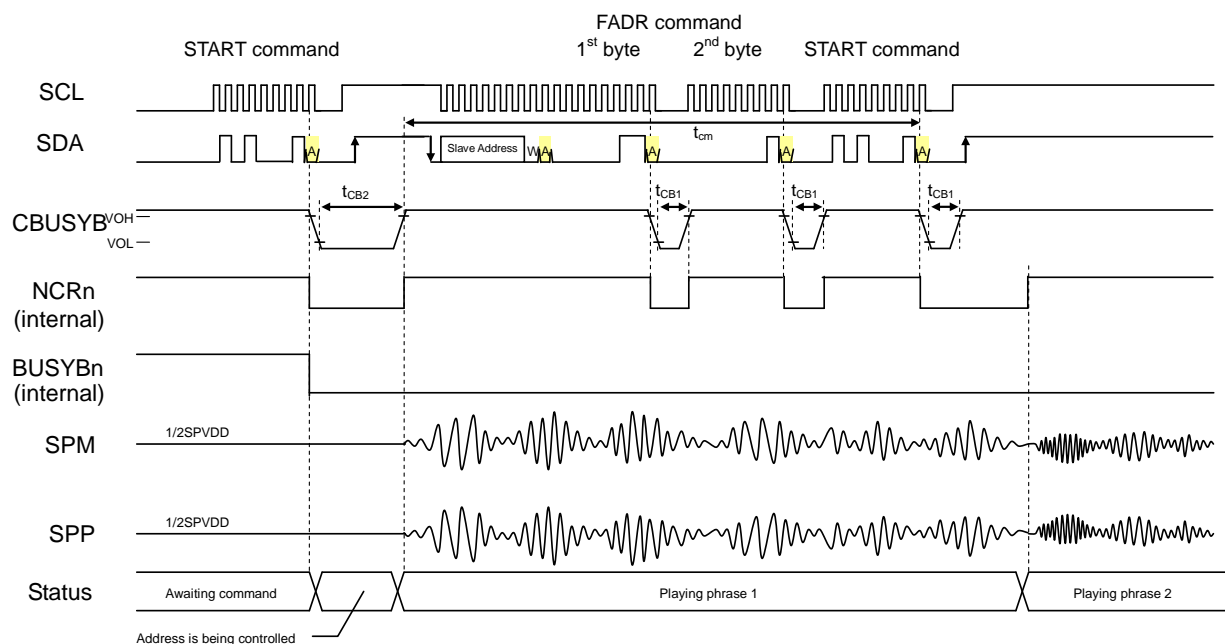 FADR command
START command 1st byte 2nd byte START command
SCL
tcm
SDA A Slave Address W A A A A
tCB2 tCB1 tCB1 tCB1
CBUSYB VOH
VOL
NCRn
(internal)
BUSYBn
(internal)
1/2SPVDD
SPM
1/2SPVDD
SPP
Status Awaiting command Playing phrase 1 Playing phrase 2
Address is being controlled